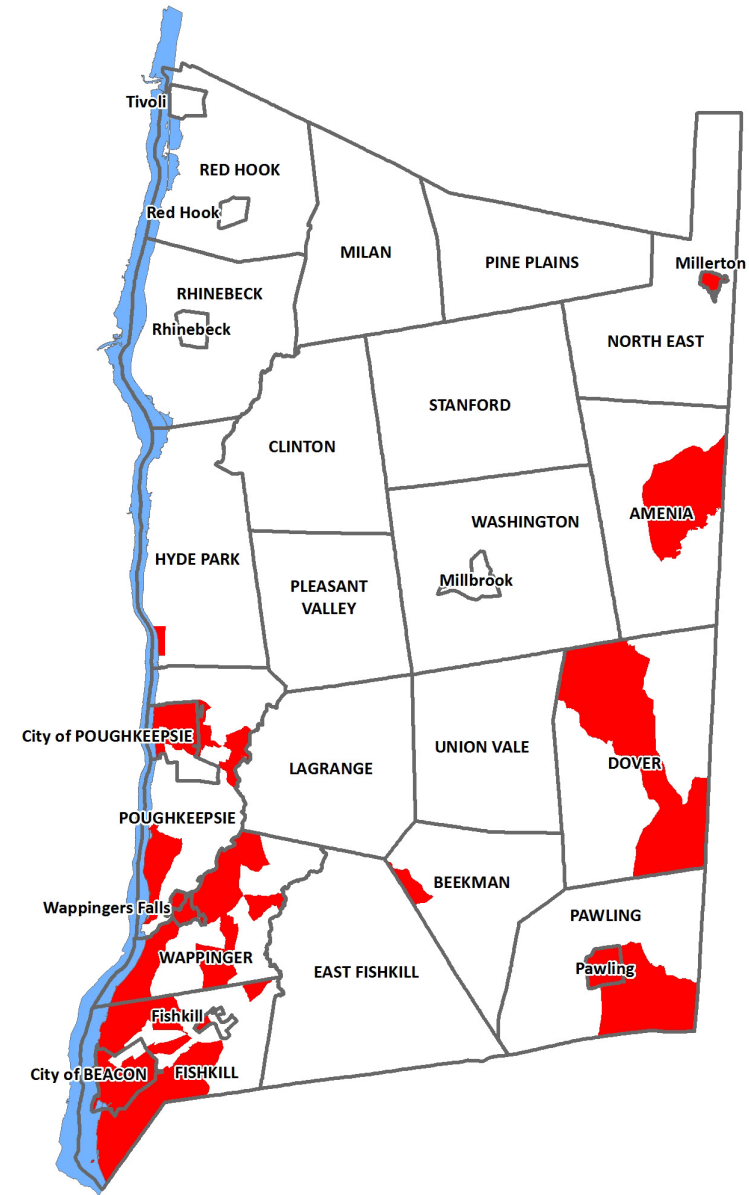 Tivoli
RED HOOK
Red Hook
MILAN
PINE PLAINS
Millerton
RHINEBECK
Rhinebeck
NORTH EAST
STANFORD
CLINTON
AMENIA
WASHINGTON
HYDE PARK
Millbrook
PLEASANT
VALLEY
City of POUGHKEEPSIE
UNION VALE
DOVER
LAGRANGE
POUGHKEEPSIE
BEEKMAN
Wappingers Falls
PAWLING
WAPPINGER
EAST FISHKILL
Pawling
Fishkill
City of BEACON
FISHKILL